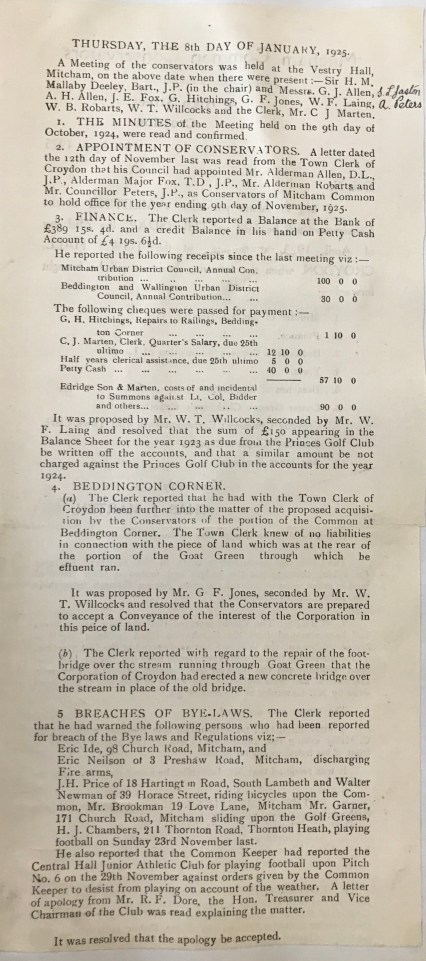 THURSDAY, THE 8th DAY OF JANUARY, 1925.
A Meeting of the conservators was held at the Vestry Hall,
Mitcham, on the above date when there were present :—Sir H. M.
Mallaby Deeley, Bart., J.P. (in the chair) and Messrs. G. J. Allen,
A. H. Allen, J. E. Fox, G. Hitchings, G. F. Jones, W. F. Laing,
W. B. Robarts, W. T. Willcocks and the Clerk, Mr. C J Marten.
A. Peters
1. THE MINUTES of the Meeting held on the 9th day of
October, 1924, were read and confirmed.
2. APPOINTMENT OF CONSERVATORS. A letter dated
the 12th day of November last was read from the Town Clerk of
Croydon that his Council had appointed Mr. Alderman Allen, D.L.,
J.P., Alderman Major Fox, T.D., J.P., Mr. Alderman Robarts and
Mr. Councillor Peters, J.P., as Conservators of Mitcham Common
to hold office for the year ending 9th of November, 1925.
3. FINANCE. The Clerk reported a Balance at the Bank of
£389 15s. 4d. and a credit Balance in his hand on Petty Cash
Account of £4 19s. 6½d.
He reported the following receipts since the last meeting viz :—
Mitcham Urban District Council, Annual Con-
tribution ... ... ... ... ... 100 0 0
Beddington and Wallington Urban District
Council, Annual Contribution... ... 30 0 0
The following cheques were passed for payment :—
G. H. Hitchings, Repairs to Railings, Bedding-
ton Corner ... ... ... ... 1 10 0
C. J. Marten, Clerk, Quarter's Salary, due 25th
ultimo ... ... ... ... ... 12 10 0
Half years clerical assistance, due 25th ultimo 5 0 0
Petty Cash ... ... ... ... ... 40 0 0
57 10 0
Edridge Son & Marten, costs of and incidental
to Summons against Lt, Col, Bidder
and others... ... ... ... ... 90 0 0
It was proposed by Mr. W. T. Willcocks, seconded by Mr. W.
F. Laing and resolved that the sum of £150 appearing in the
Balance Sheet for the year 1923 as due from the Princes Golf Club
be written off the accounts, and that a similar amount be not
charged against the Princes Golf Club in the accounts for the year
1924.
4. BEDDINGTON CORNER.
(a) The Clerk reported that he had with the Town Clerk of
Croydon been further into the matter of the proposed acquisi-
tion by the Conservators of the portion of the Common at
Beddington Corner. The Town Clerk knew of no liabilities
in connection with the piece of land which was at the rear of
the portion of the Goat Green through which be
effluent ran.
It was proposed by Mr. G F. Jones, seconded by Mr. W.
T. Willcocks and resolved that the Conservators are prepared
to accept a Conveyance of the interest of the Corporation in
this peice of land.
(b) The Clerk reported with regard to the repair of the foot-
bridge over the stream running through Goat Green that the
Corporation of Croydon had erected a new concrete bridge over
the stream in place of the old bridge.
5 BREACHES OF BYE-LAWS. The Clerk reported
that he had warned the following persons who had been reported
for breach of the Bye laws and Regulations viz;—
Eric Ide, 98 Church Road, Mitcham, and
Eric Neilson of 3 Preshaw Road, Mitcham, discharging
Fire arms,
J.H. Price of 18 Hartington Road, South Lambeth and Walter
Newman of 39 Horace Street, riding bicycles upon the Com-
mon, Mr. Brookman 19 Love Lane, Mitcham Mr. Garner,
171 Church Road, Mitcham sliding upon the Golf Greens,
H. J. Chambers, 211 Thornton Road, Thornton Heath, playing
football on Sunday 23rd November last.
He also reported that the Common Keeper had reported the
Central Hall Junior Athletic Club for playing football upon Pitch
No. 6 on the 29th November against orders given by the Common
Keeper to desist from playing on account of the weather. A letter
of apology from Mr. R. F. Dore, the Hon. Treasurer and Vice
Chairman of the Club was read explaining the matter.
It was resolved that the apology be accepted.